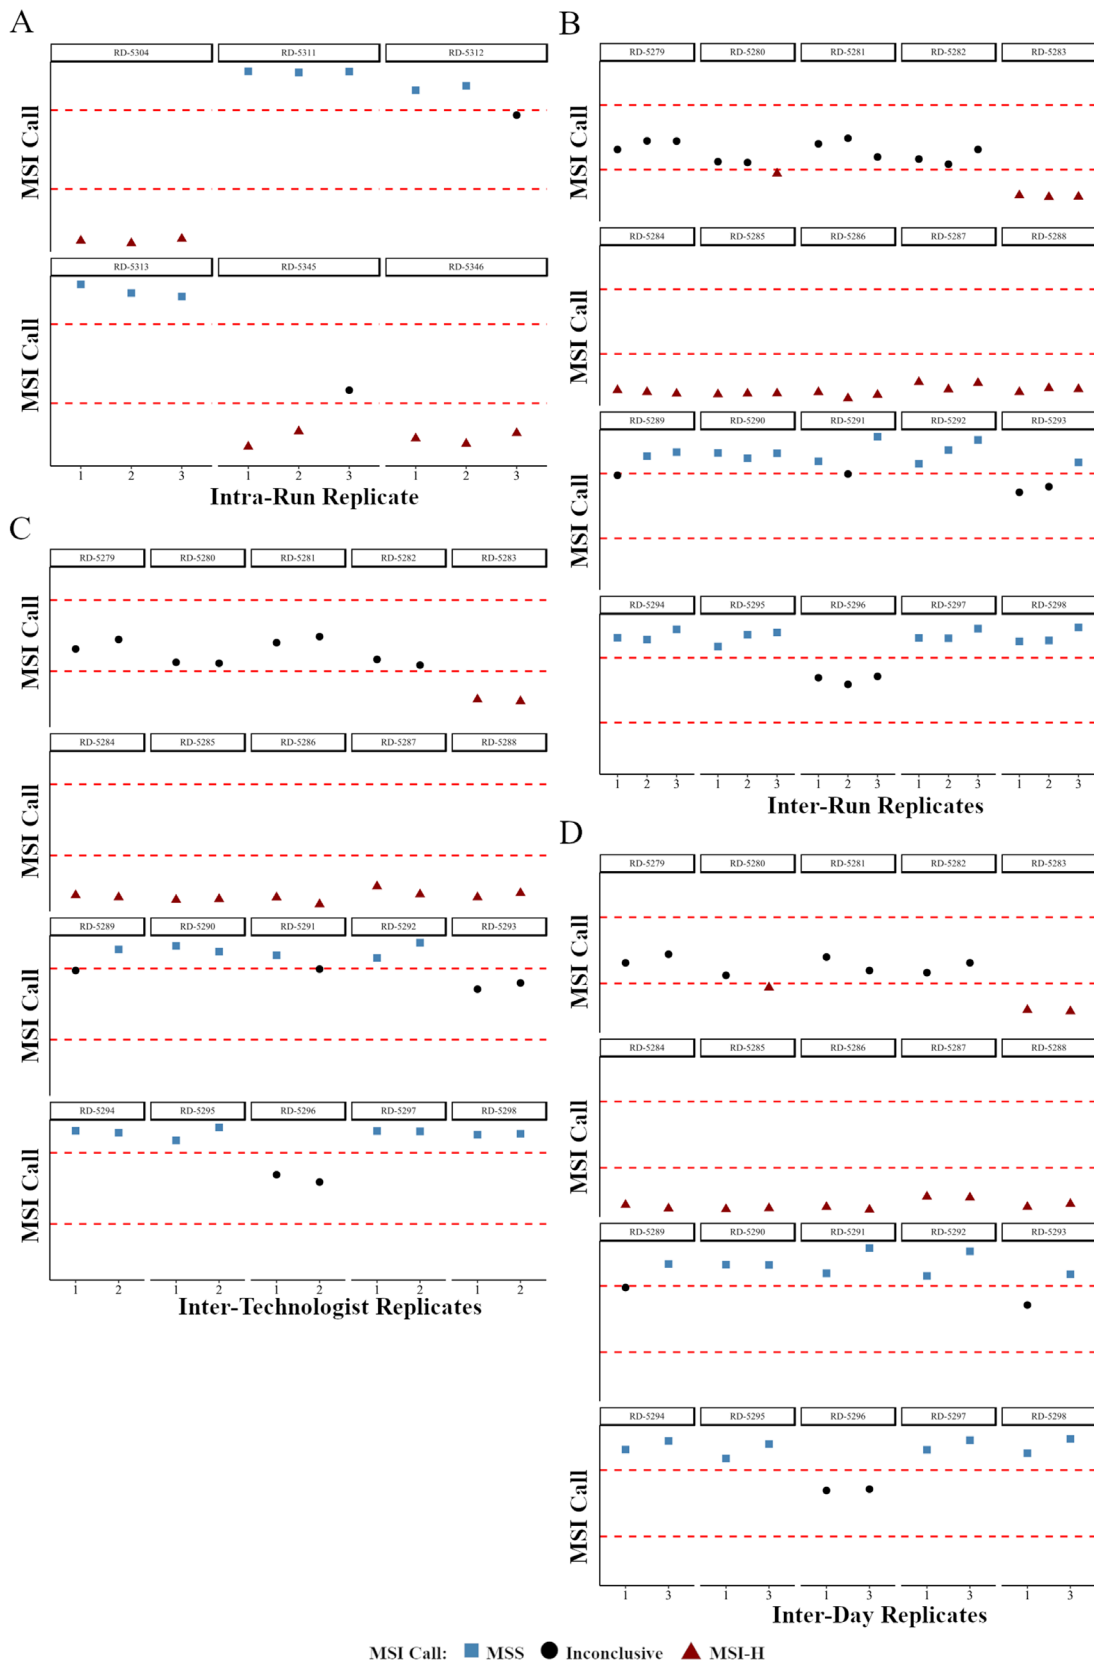 A
RD-5304 RD-5311 RD-5312
MSI Call
RD-5313 RD-5345 RD-5346
MSI Call
1 2 3 1 2 3 1 2 3
Intra-Run Replicate
B
RD-5279 RD-5280 RD-5281 RD-5282 RD-5283
MSI Call
RD-5284 RD-5285 RD-5286 RD-5287 RD-5288
MSI Call
RD-5289 RD-5290 RD-5291 RD-5292 RD-5293
MSI Call
RD-5294 RD-5295 RD-5296 RD-5297 RD-5298
MSI Call
1 2 3 1 2 3 1 2 3 1 2 3 1 2 3
Inter-Run Replicates
C
RD-5279 RD-5280 RD-5281 RD-5282 RD-5283
MSI Call
RD-5284 RD-5285 RD-5286 RD-5287 RD-5288
MSI Call
RD-5289 RD-5290 RD-5291 RD-5292 RD-5293
MSI Call
RD-5294 RD-5295 RD-5296 RD-5297 RD-5298
MSI Call
1 2 1 2 1 2 1 2 1 2
Inter-Technologist Replicates
D
RD-5279 RD-5280 RD-5281 RD-5282 RD-5283
MSI Call
RD-5284 RD-5285 RD-5286 RD-5287 RD-5288
MSI Call
RD-5289 RD-5290 RD-5291 RD-5292 RD-5293
MSI Call
RD-5294 RD-5295 RD-5296 RD-5297 RD-5298
MSI Call
1 3 1 3 1 3 1 3 1 3
Inter-Day Replicates
MSI Call: MSS Inconclusive MSI-H